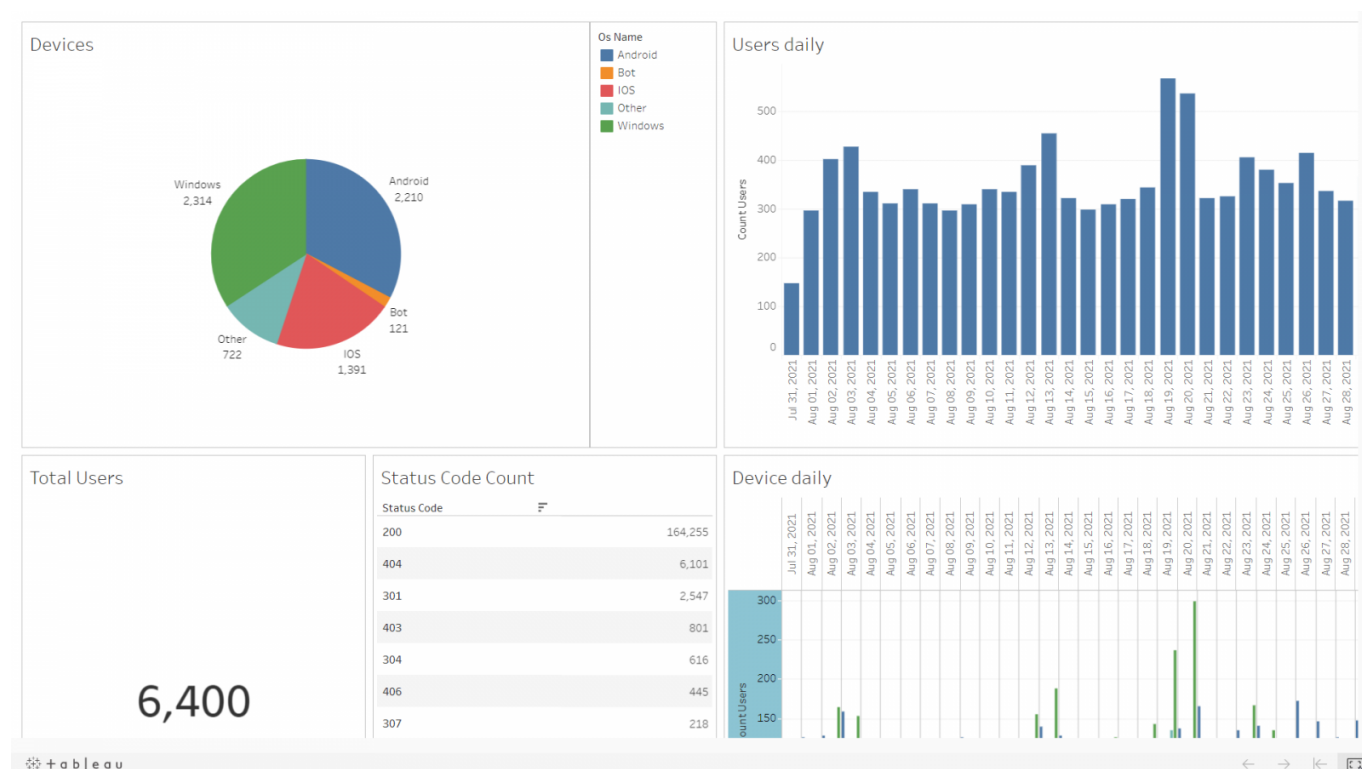 Devices
Os Name
Android
Bot
IOS
Other
Windows
Windows
2,314
Android
2,210
Bot
121
Other
722
IOS
1,391
Users daily
Count Users
500
400
300
200
100
0
Jul 31, 2021
Aug 01, 2021
Aug 02, 2021
Aug 03, 2021
Aug 04, 2021
Aug 05, 2021
Aug 06, 2021
Aug 07, 2021
Aug 08, 2021
Aug 09, 2021
Aug 10, 2021
Aug 11, 2021
Aug 12, 2021
Aug 13, 2021
Aug 14, 2021
Aug 15, 2021
Aug 16, 2021
Aug 17, 2021
Aug 18, 2021
Aug 19, 2021
Aug 20, 2021
Aug 21, 2021
Aug 22, 2021
Aug 23, 2021
Aug 24, 2021
Aug 25, 2021
Aug 26, 2021
Aug 27, 2021
Aug 28, 2021
Total Users
6,400
Status Code Count
Status Code
200 164,255
404 6,101
301 2,547
403 801
304 616
406 445
307 218
Device daily
Jul 31, 2021
Aug 01, 2021
Aug 02, 2021
Aug 03, 2021
Aug 04, 2021
Aug 05, 2021
Aug 06, 2021
Aug 07, 2021
Aug 08, 2021
Aug 09, 2021
Aug 10, 2021
Aug 11, 2021
Aug 12, 2021
Aug 13, 2021
Aug 14, 2021
Aug 15, 2021
Aug 16, 2021
Aug 17, 2021
Aug 18, 2021
Aug 19, 2021
Aug 20, 2021
Aug 21, 2021
Aug 22, 2021
Aug 23, 2021
Aug 24, 2021
Aug 25, 2021
Aug 26, 2021
Aug 27, 2021
Aug 28, 2021
300
250
200
150
ount Users
+ableau